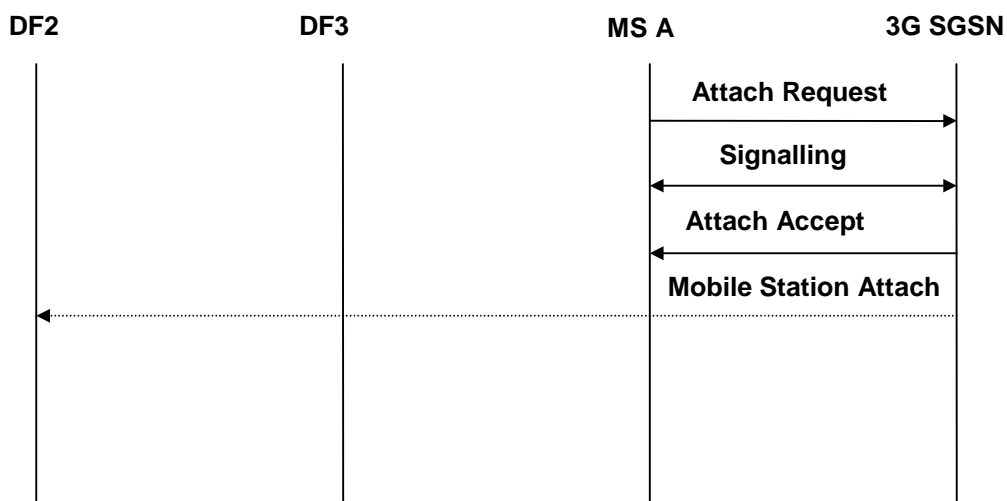 DF2 DF3 MS A 3G SGSN
Attach Request
Signalling
Attach Accept
Mobile Station Attach